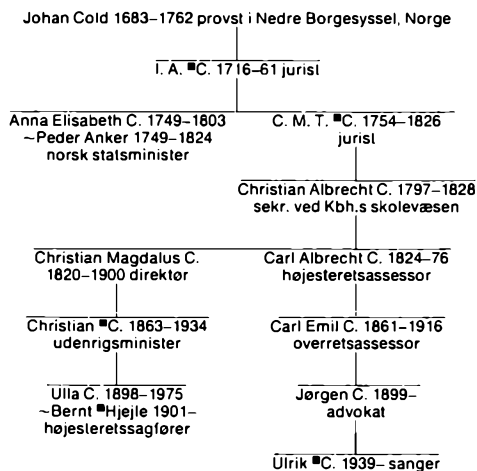 Johan Cold 1683–1762 provst i Nedre Borgesyssel, Norge
I. A. ■C. 1716–61 jurist
Anna Elisabeth C. 1749–1803
~Peder Anker 1749–1824
norsk statsminister
C. M. T. ■C. 1754–1826
jurist
Christian Albrecht C. 1797–1828
sekr. ved Kbh.s skolevæsen
Christian Magdalus C.
1820–1900 direktør
Carl Albrecht C. 1824–76
højesteretsassessor
Christian ■C. 1863–1934
udenrigsminister
Carl Emil C. 1861–1916
overretsassessor
Ulla C. 1898–1975
~Bernt ■Hjejle 1901–
højesteretssagfører
Jørgen C. 1899–
advokat
Ulrik ■C. 1939– sanger